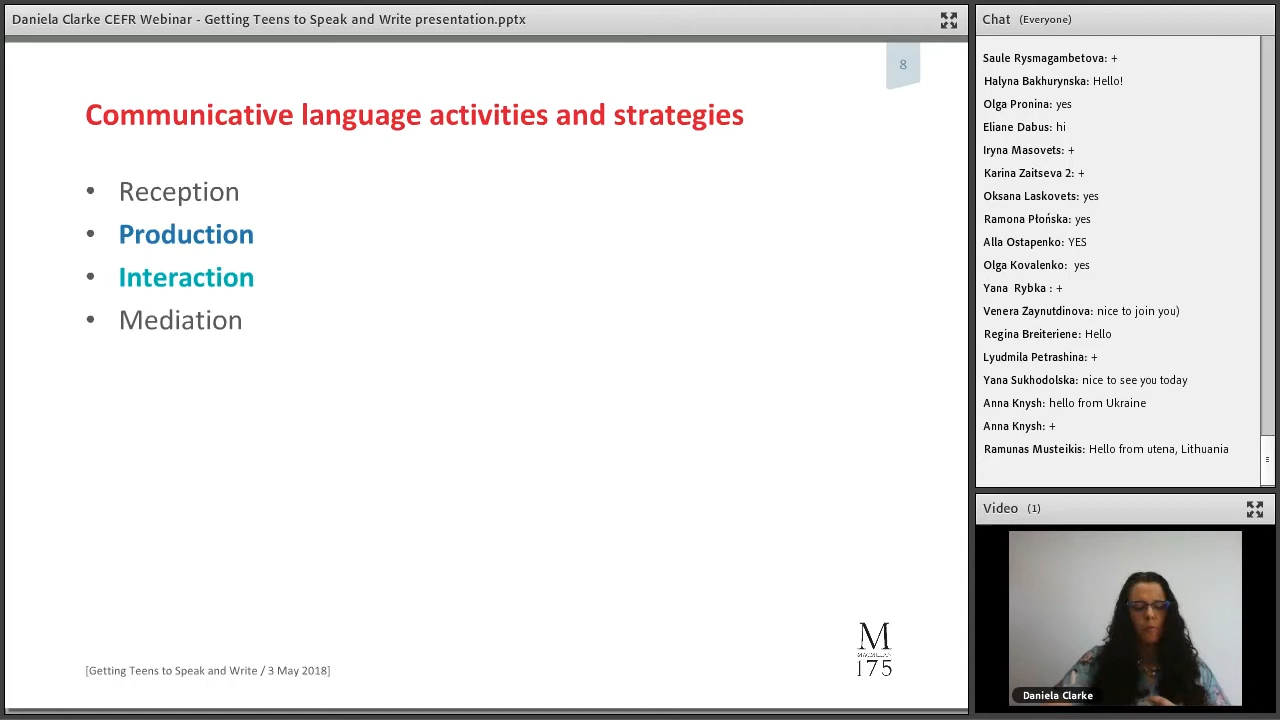 Daniela Clarke CEFR Webinar - Getting Teens to Speak and Write presentation.pptx
8
Communicative language activities and strategies
• Reception
• Production
• Interaction
• Mediation
[Getting Teens to Speak and Write / 3 May 2018]
M
MACMILLAN
175
Chat (Everyone)
Saule Rysmagambetova: +
Halyna Bakhurynska: Hello!
Olga Pronina: yes
Eliane Dabus: hi
Iryna Masovets: +
Karina Zaitseva 2: +
Oksana Laskovets: yes
Ramona Płońska: yes
Alla Ostapenko: YES
Olga Kovalenko: yes
Yana Rybka : +
Venera Zaynutdinova: nice to join you)
Regina Breiteriene: Hello
Lyudmila Petrashina: +
Yana Sukhodolska: nice to see you today
Anna Knysh: hello from Ukraine
Anna Knysh: +
Ramunas Musteikis: Hello from utena, Lithuania
Video (1)
Daniela Clarke